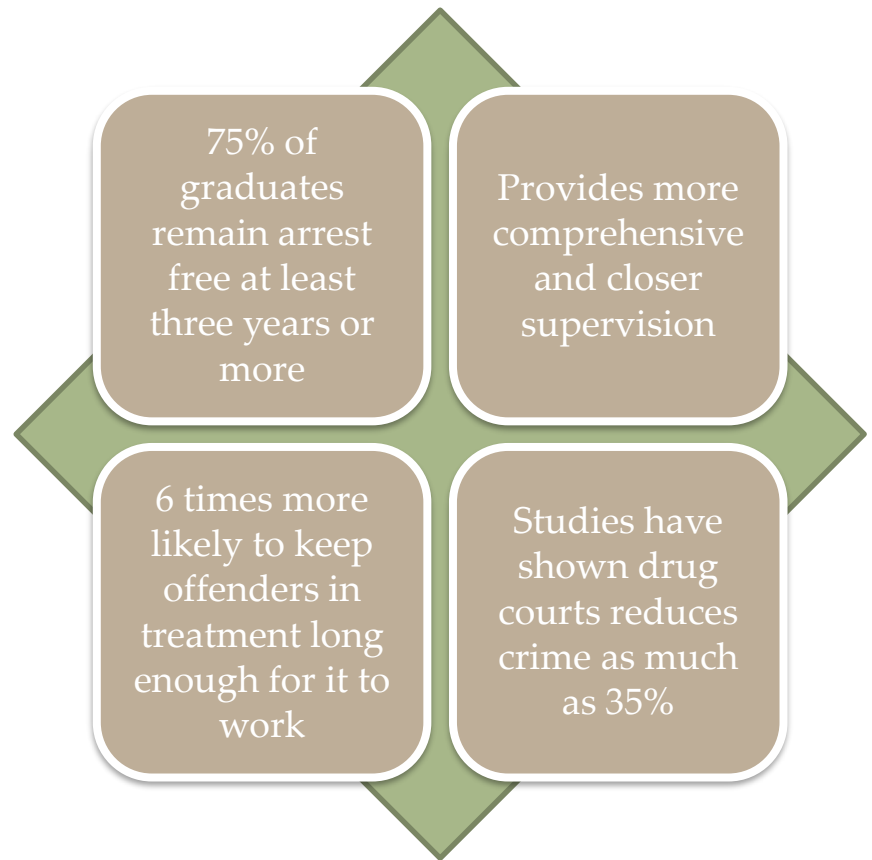 75% of
graduates
remain arrest
free at least
three years or
more
Provides more
comprehensive
and closer
supervision
6 times more
likely to keep
offenders in
treatment long
enough for it to
work
Studies have
shown drug
courts reduces
crime as much
as 35%